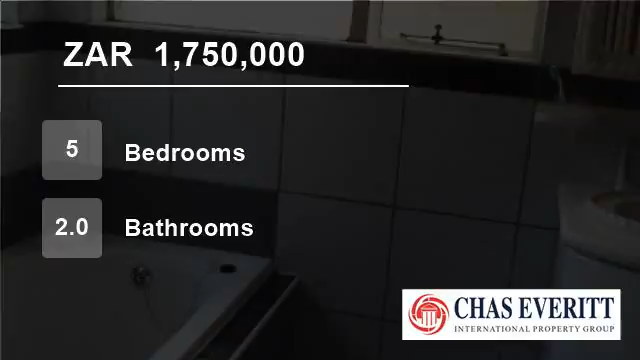 ZAR 1,750,000
5
Bedrooms
2.0
Bathrooms
CHAS EVERITT
INTERNATIONAL PROPERTY GROUP